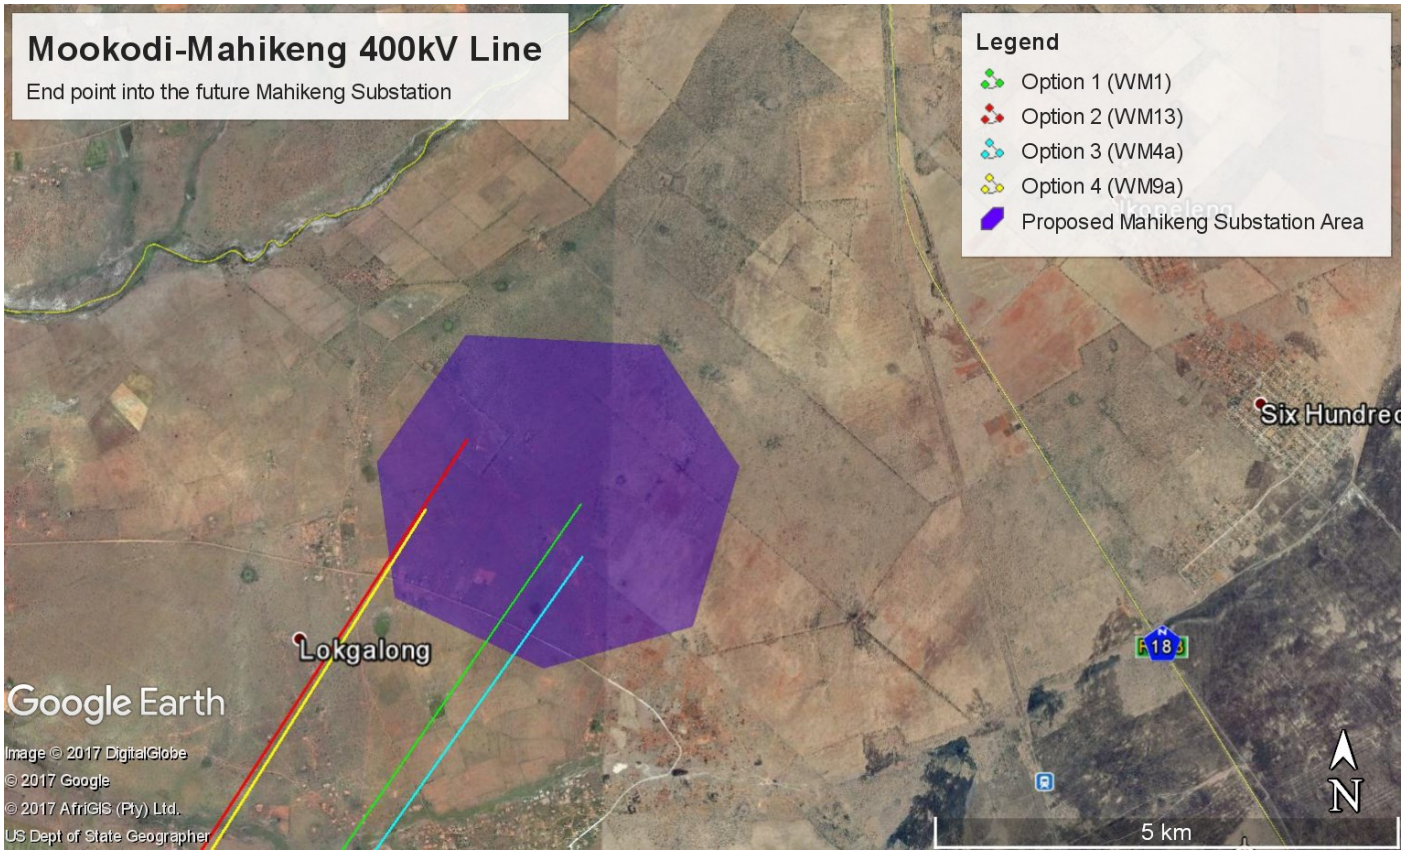 Mookodi-Mahikeng 400kV Line
End point into the future Mahikeng Substation
Legend
Option 1 (WM1)
Option 2 (WM13)
Option 3 (WM4a)
Option 4 (WM9a)
Proposed Mahikeng Substation Area
Six Hundred
Lokgalong
N
18
Google Earth
Image © 2017 DigitalGlobe
© 2017 Google
© 2017 AfriGIS (Pty) Ltd.
US Dept of State Geographer
N
5 km